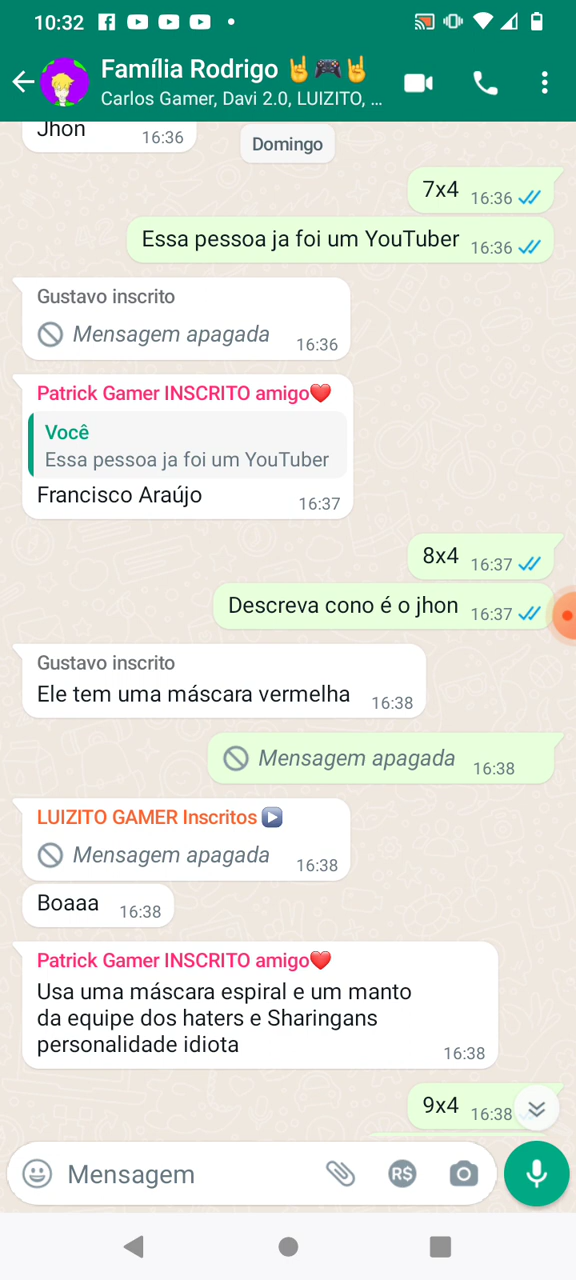 10:32
Família Rodrigo 🤘🎮🤘
Carlos Gamer, Davi 2.0, LUIZITO, ...
Jhon
16:36
Domingo
7x4
16:36
Essa pessoa ja foi um YouTuber
16:36
Gustavo inscrito
Mensagem apagada
16:36
Patrick Gamer INSCRITO amigo❤️
Você
Essa pessoa ja foi um YouTuber
Francisco Araújo
16:37
8x4
16:37
Descreva cono é o jhon
16:37
Gustavo inscrito
Ele tem uma máscara vermelha
16:38
Mensagem apagada
16:38
LUIZITO GAMER Inscritos ▶️
Mensagem apagada
16:38
Boaaa
16:38
Patrick Gamer INSCRITO amigo❤️
Usa uma máscara espiral e um manto
da equipe dos haters e Sharingans
personalidade idiota
16:38
9x4
16:38
Mensagem
R$